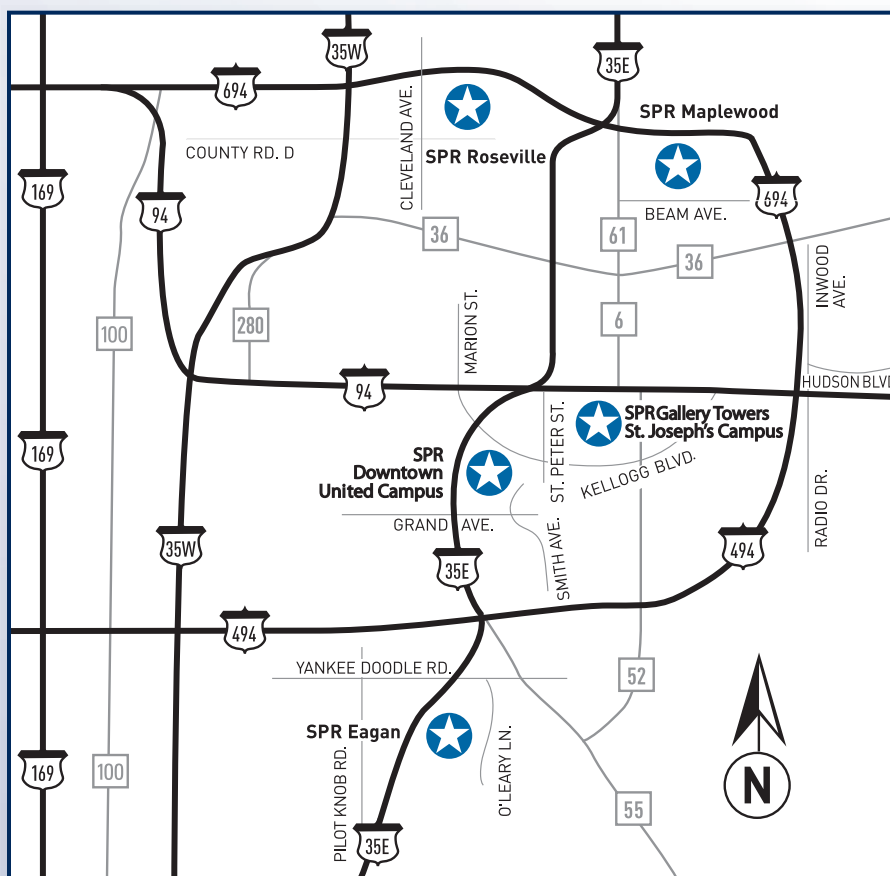 35W
35E
694
CLEVELAND AVE.
SPR Maplewood
COUNTY RD. D
SPR Roseville
169
94
694
BEAM AVE.
36
61
36
INWOOD
AVE.
100
280
MARION ST.
6
94
HUDSON BLVD
SPR Gallery Towers
St. Joseph's Campus
ST. PETER ST.
KELLOGG BLVD.
169
SPR
Downtown
United Campus
GRAND AVE.
SMITH AVE.
RADIO DR.
35W
494
35E
494
YANKEE DOODLE RD.
52
SPR Eagan
PILOT KNOB RD.
O'LEARY LN.
169
100
N
55
35E